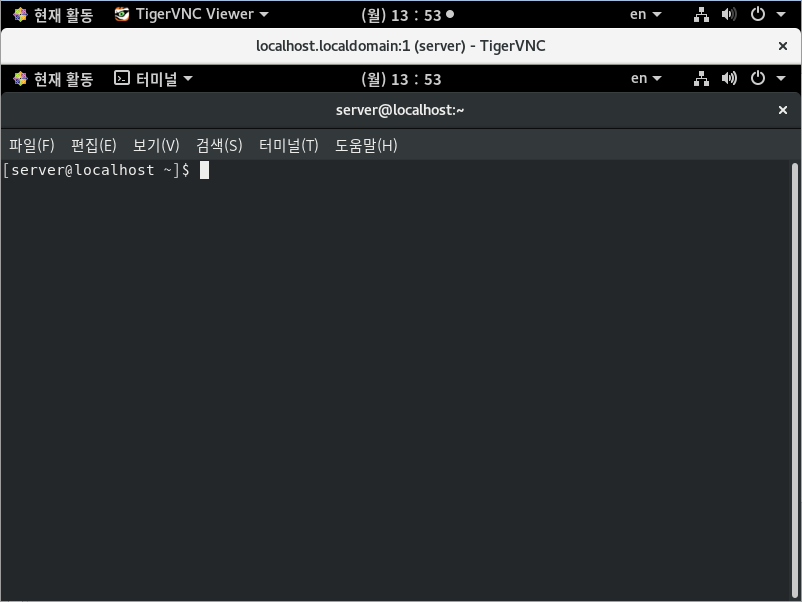 현재 활동 TigerVNC Viewer (월) 13 : 53 en
localhost.localdomain:1 (server) - TigerVNC ×
현재 활동 터미널 (월) 13 : 53 en
server@localhost:~ ×
파일(F) 편집(E) 보기(V) 검색(S) 터미널(T) 도움말(H)
[server@localhost ~]$